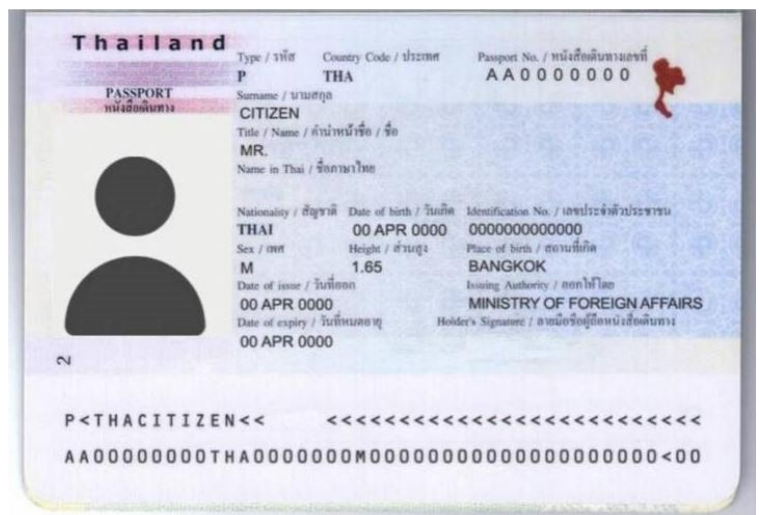 Thailand
PASSPORT
หนังสือเดินทาง
Type / รหัส Country Code / ประเทศ Passport No. / หนังสือเดินทางเลขที่
P THA AA0000000
Surname / นามสกุล
CITIZEN
Title / Name / คำนำหน้าชื่อ / ชื่อ
MR.
Name in Thai / ชื่อภาษาไทย
Nationality / สัญชาติ Date of birth / วันเกิด Identification No. / เลขประจำตัวประชาชน
THAI 00 APR 0000 0000000000000
Sex / เพศ Height / ส่วนสูง Place of birth / สถานที่เกิด
M 1.65 BANGKOK
Date of issue / วันที่ออก Issuing Authority / ออกให้โดย
00 APR 0000 MINISTRY OF FOREIGN AFFAIRS
Date of expiry / วันที่หมดอายุ Holder's Signature / ลายมือชื่อผู้ถือหนังสือเดินทาง
00 APR 0000
2
P<THACITIZEN<< <<<<<<<<<<<<<<<<<<<<<<<<<<
AA00000000THA0000000M0000000000000000000000<00